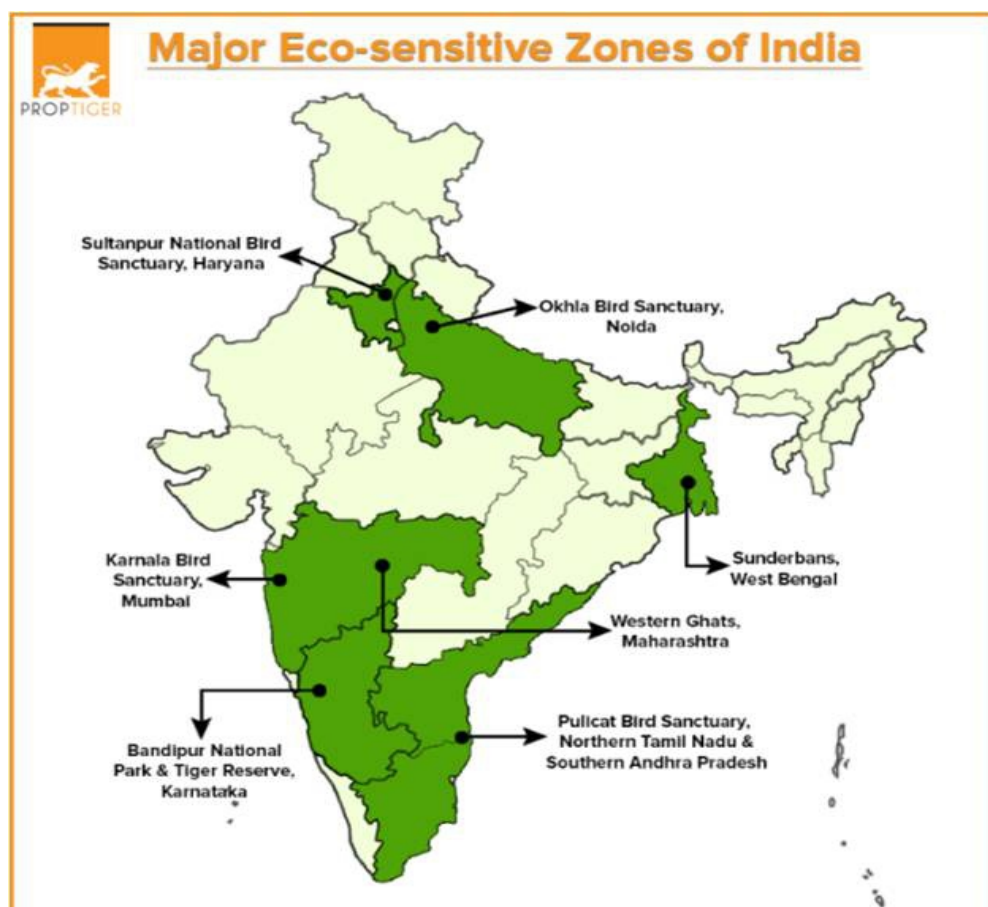 Major Eco-sensitive Zones of India
PROPTIGER
Sultanpur National Bird
Sanctuary, Haryana
Okhla Bird Sanctuary,
Noida
Karnala Bird
Sanctuary,
Mumbai
Sunderbans,
West Bengal
Western Ghats,
Maharashtra
Pulicat Bird Sanctuary,
Northern Tamil Nadu &
Southern Andhra Pradesh
Bandipur National
Park & Tiger Reserve,
Karnataka